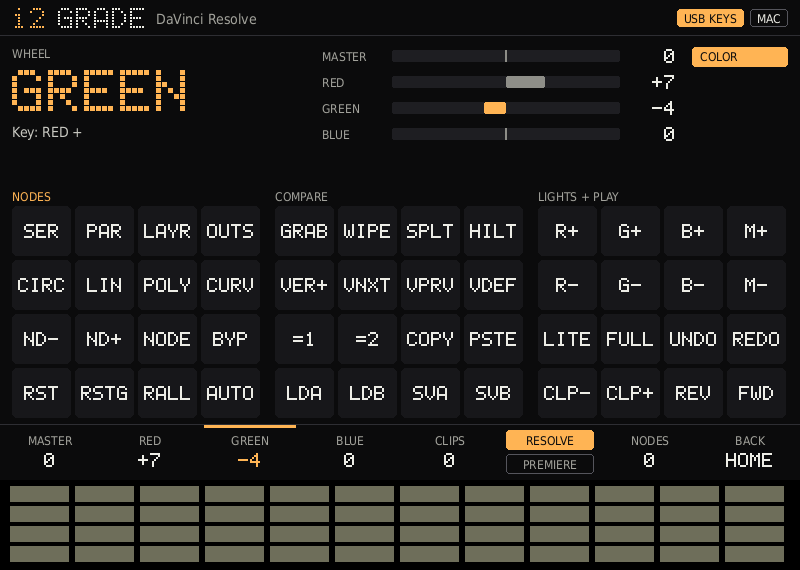 i2 GRADE DaVinci Resolve USB KEYS MAC
WHEEL
GREEN
Key: RED +
MASTER 0 COLOR
RED +7
GREEN -4
BLUE 0
NODES COMPARE LIGHTS + PLAY
SER PAR LAYR OUTS GRAB WIPE SPLT HILT R+ G+ B+ M+
CIRC LIN POLY CURV VER+ VNXT VPRV VDEF R- G- B- M-
ND- ND+ NODE BYP =1 =2 COPY PSTE LITE FULL UNDO REDO
RST RSTG RALL AUTO LDA LDB SVA SVB CLP- CLP+ REV FWD
MASTER RED GREEN BLUE CLIPS RESOLVE NODES BACK
0 +7 -4 0 0 PREMIERE 0 HOME